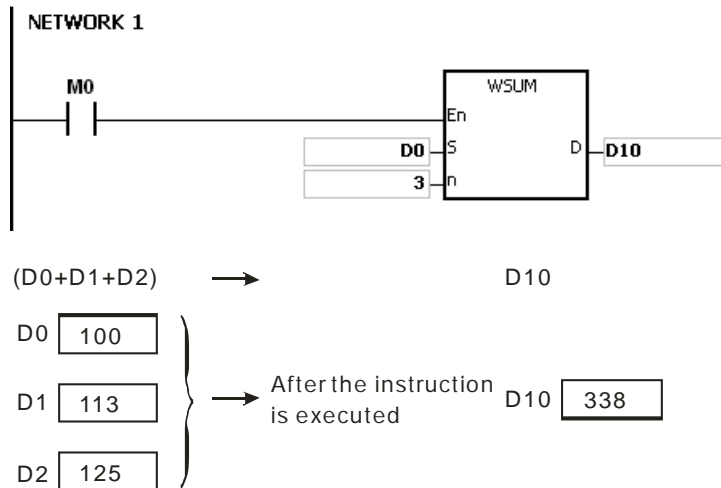 NETWORK 1
M0
WSUM
En
D0 S D D10
3 n
(D0+D1+D2) D10
D0 100
D1 113
After the instruction
is executed
D10 338
D2 125